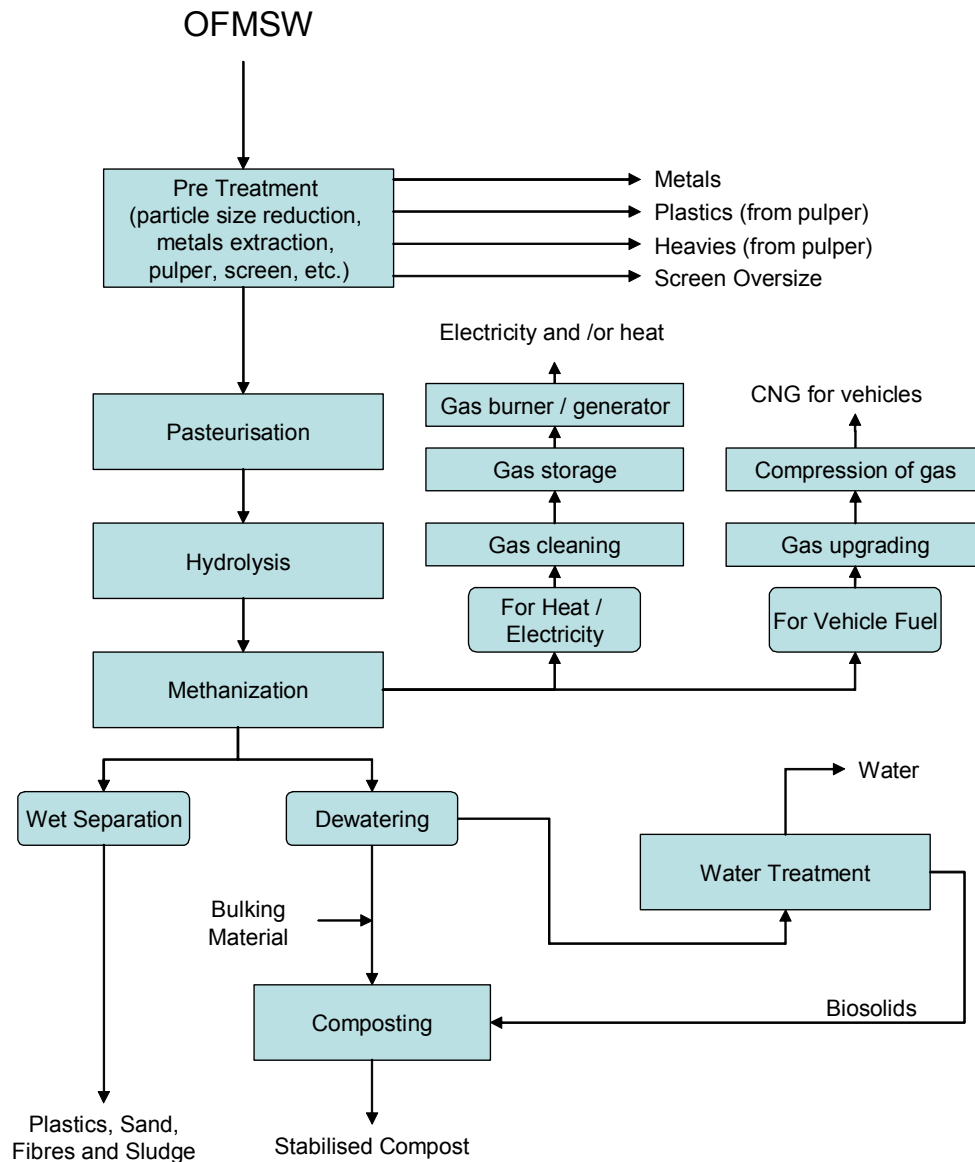 OFMSW
Pre Treatment
(particle size reduction,
metals extraction,
pulper, screen, etc.)
Metals
Plastics (from pulper)
Heavies (from pulper)
Screen Oversize
Electricity and /or heat
Gas burner / generator
CNG for vehicles
Pasteurisation
Gas storage
Compression of gas
Hydrolysis
Gas cleaning
Gas upgrading
For Heat /
Electricity
For Vehicle Fuel
Methanization
Water
Wet Separation
Dewatering
Water Treatment
Bulking
Material
Biosolids
Composting
Plastics, Sand,
Fibres and Sludge
Stabilised Compost